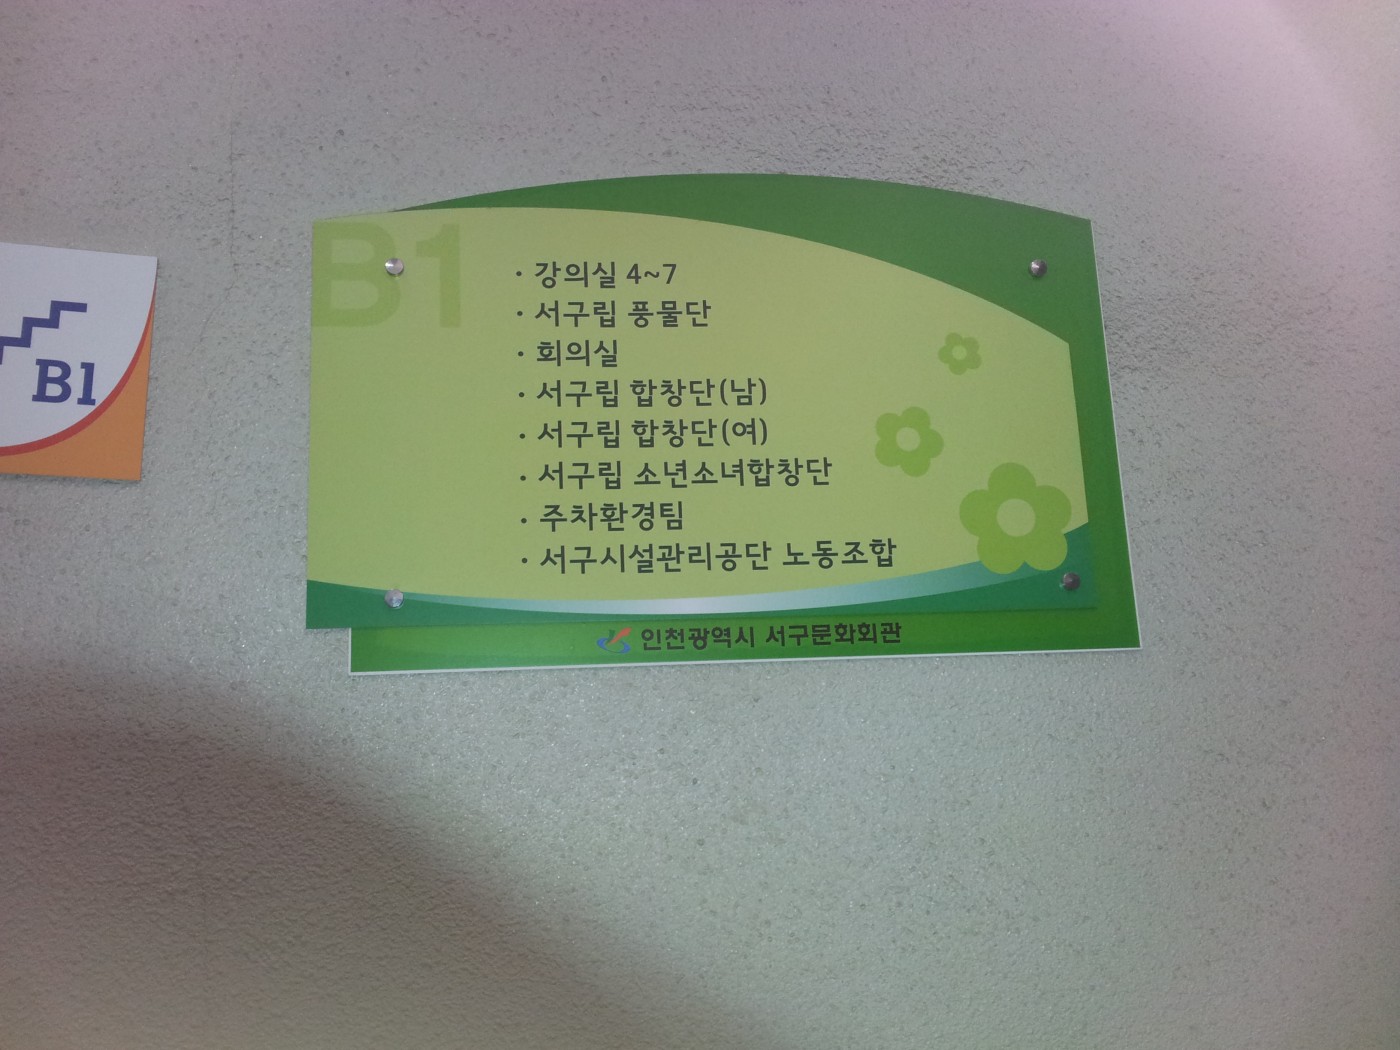 B1
B1
· 강의실 4~7
· 서구립 풍물단
· 회의실
· 서구립 합창단(남)
· 서구립 합창단(여)
· 서구립 소년소녀합창단
· 주차환경팀
· 서구시설관리공단 노동조합
인천광역시 서구문화회관